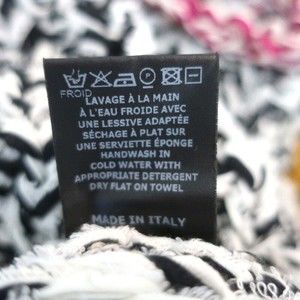 FROID
LAVAGE À LA MAIN
À L'EAU FROIDE AVEC
UNE LESSIVE ADAPTÉE
SÉCHAGE À PLAT SUR
UNE SERVIETTE ÉPONGE
HANDWASH IN
COLD WATER WITH
APPROPRIATE DETERGENT
DRY FLAT ON TOWEL
MADE IN ITALY